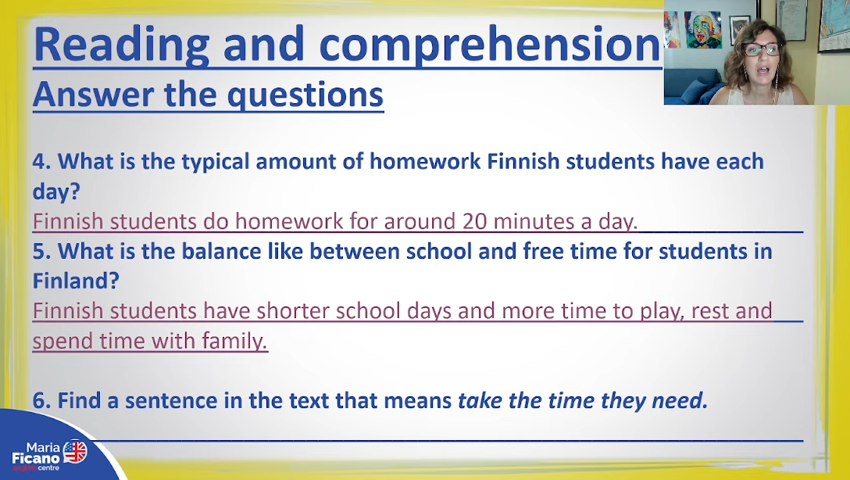 Reading and comprehension
Answer the questions
4. What is the typical amount of homework Finnish students have each
day?
Finnish students do homework for around 20 minutes a day.
5. What is the balance like between school and free time for students in
Finland?
Finnish students have shorter school days and more time to play, rest and
spend time with family.
6. Find a sentence in the text that means take the time they need.
Maria
Ficano
english centre